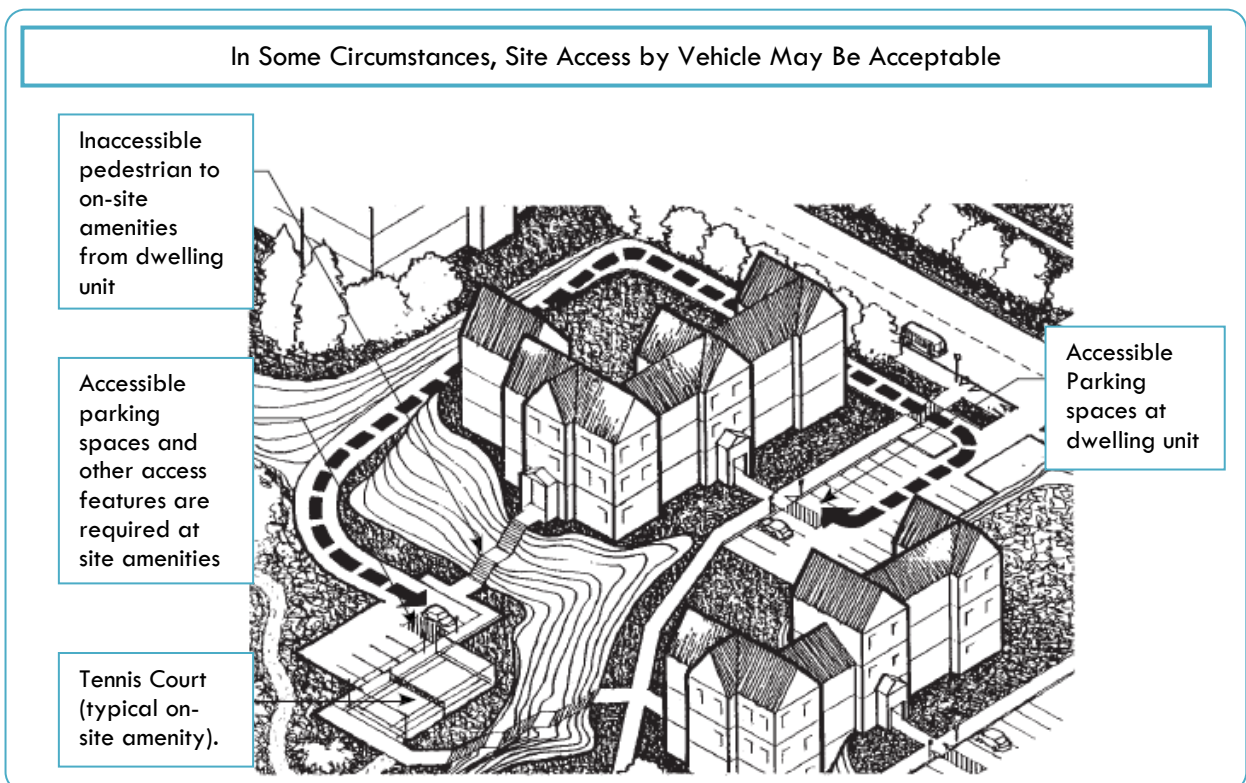 In Some Circumstances, Site Access by Vehicle May Be Acceptable
Inaccessible
pedestrian to
on-site
amenities
from dwelling
unit
Accessible
parking
spaces and
other access
features are
required at
site amenities
Tennis Court
(typical on-
site amenity).
Accessible
Parking
spaces at
dwelling unit